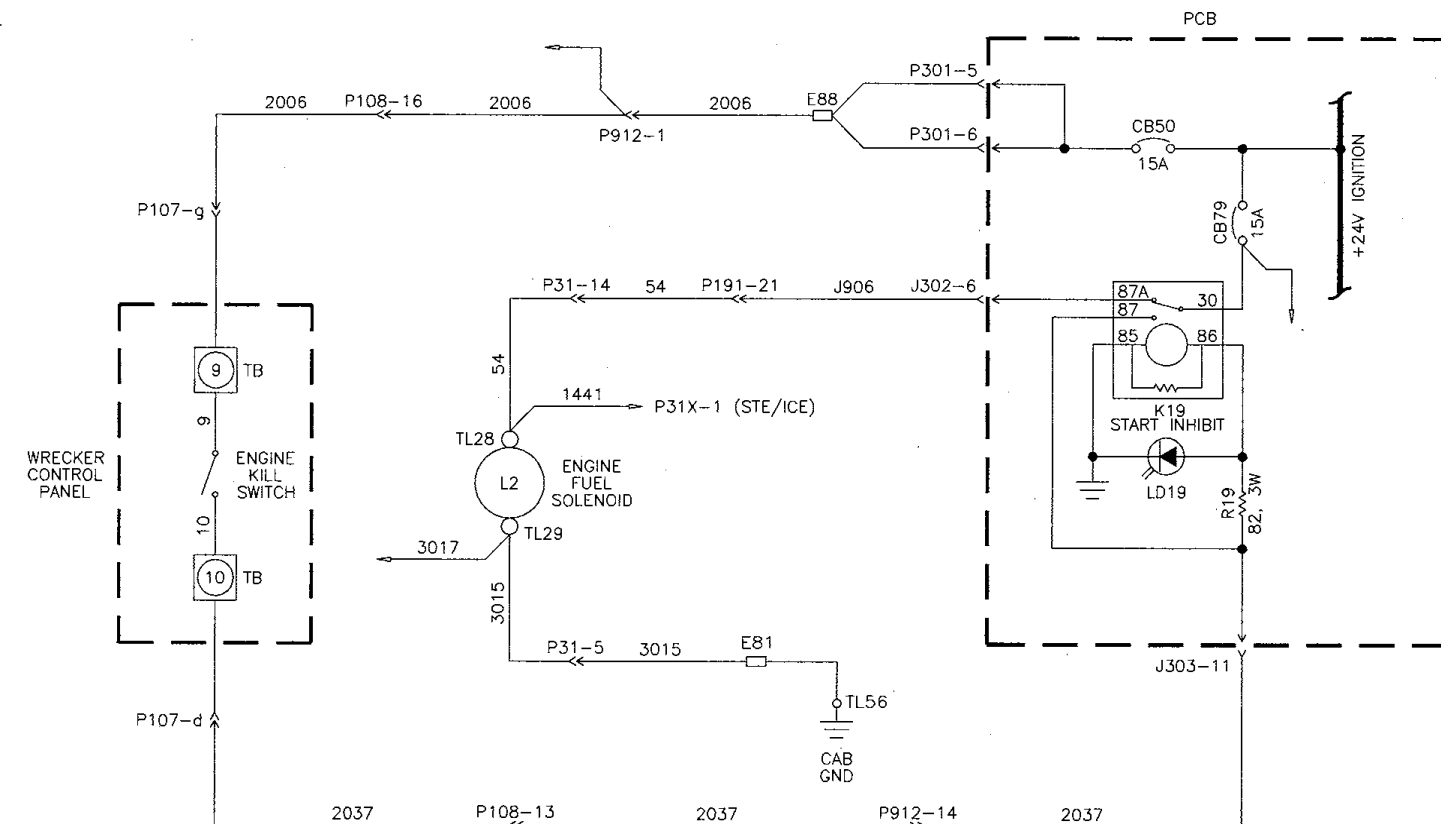 PCB
P301-5
2006
P108-16
2006
2006
E88
P912-1
P301-6
CB50
15A
+24V IGNITION
P107-g
CB79
15A
P31-14
54
P191-21
J906
J302-6
87A
30
87
85
86
K19
START INHIBIT
LD19
R19
82, 3W
J303-11
9
TB
9
WRECKER
CONTROL
PANEL
ENGINE
KILL
SWITCH
10
10
TB
54
1441
P31X-1 (STE/ICE)
TL28
L2
ENGINE
FUEL
SOLENOID
TL29
3017
3015
P31-5
3015
E81
TL56
CAB
GND
P107-d
2037
P108-13
2037
P912-14
2037